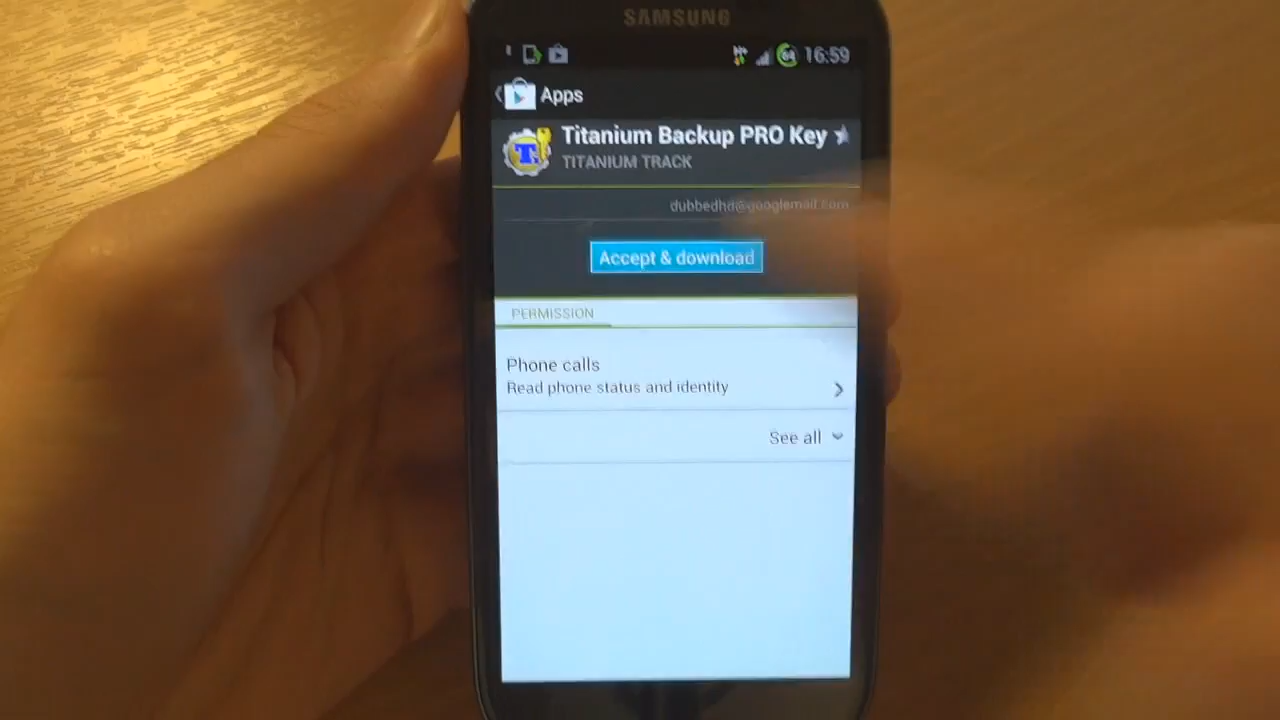 SAMSUNG
64 16:59
Apps
Titanium Backup PRO Key
TITANIUM TRACK
dubbedhd@googlemail.com
Accept & download
PERMISSION
Phone calls
Read phone status and identity
See all